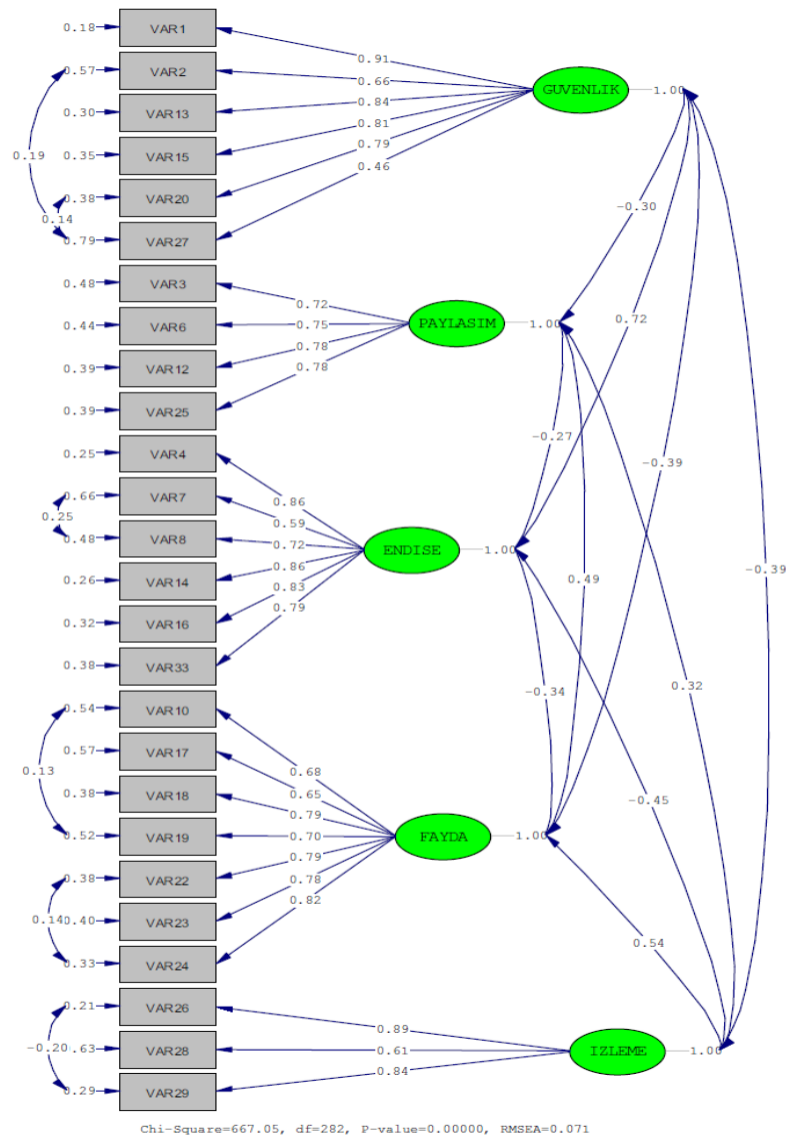 0.18 VAR1
0.91
0.57 VAR2
0.66
GUVENLIK 1.00
0.30 VAR13
0.84
0.19
0.35 VAR15
0.81
0.38 VAR20
0.79
0.14
0.79 VAR27
0.46
-0.30
0.48 VAR3
0.72
0.44 VAR6
0.75
PAYLASIM 1.00
0.72
0.39 VAR12
0.78
0.39 VAR25
0.78
-0.27
0.25 VAR4
-0.39
0.66 VAR7
0.86
0.25
0.59
0.48 VAR8
0.72
ENDISE 1.00
0.26 VAR14
0.86
0.49
-0.39
0.32 VAR16
0.83
0.38 VAR33
0.79
-0.34
0.32
0.54 VAR10
0.57 VAR17
0.13
0.68
0.38 VAR18
0.65
0.79
-0.45
0.52 VAR19
0.70
FAYDA 1.00
0.38 VAR22
0.79
0.14
0.40 VAR23
0.78
0.33 VAR24
0.82
0.54
0.21 VAR26
0.89
-0.20
0.63 VAR28
0.61
IZLEME 1.00
0.29 VAR29
0.84
Chi-Square=667.05, df=282, P-value=0.00000, RMSEA=0.071